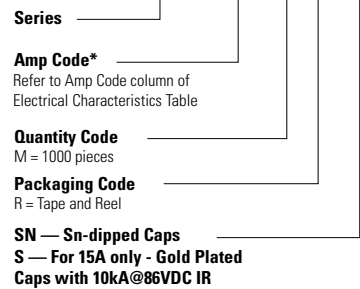 Series
Amp Code*
Refer to Amp Code column of
Electrical Characteristics Table
Quantity Code
M = 1000 pieces
Packaging Code
R = Tape and Reel
SN — Sn-dipped Caps
S — For 15A only - Gold Plated
Caps with 10kA@86VDC IR